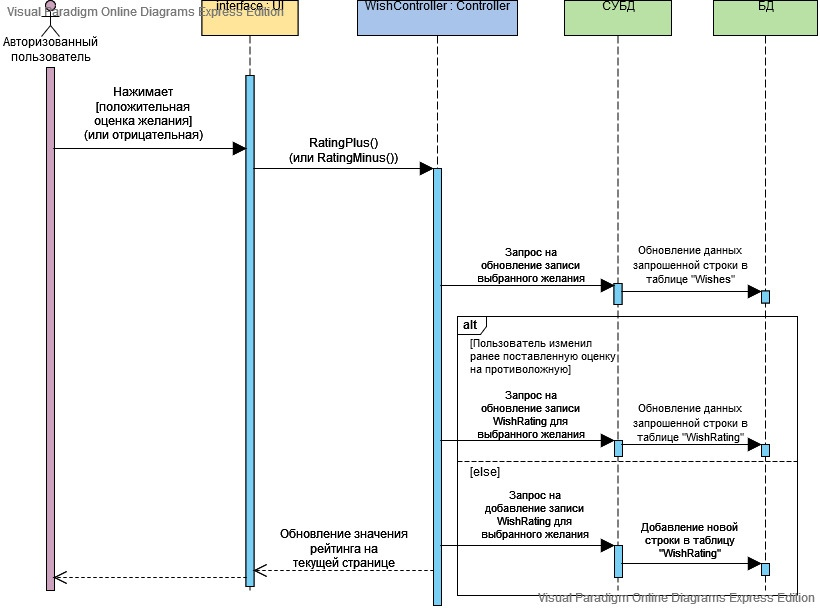 Visual Paradigm Online Diagrams Express Edition
interface : UI
WishController : Controller
СУБД
БД
Авторизованный
пользователь
Нажимает
[положительная
оценка желания]
(или отрицательная)
RatingPlus()
(или RatingMinus())
Запрос на
обновление записи
выбранного желания
Обновление данных
запрошенной строки в
таблице "Wishes"
alt
[Пользователь изменил
ранее поставленную оценку
на противоложную]
Запрос на
обновление записи
WishRating для
выбранного желания
Обновление данных
запрошенной строки в
таблице "WishRating"
[else]
Запрос на
добавление записи
WishRating для
выбранного желания
Добавление новой
строки в таблицу
"WishRating"
Обновление значения
рейтинга на
текущей странице
Visual Paradigm Online Diagrams Express Edition